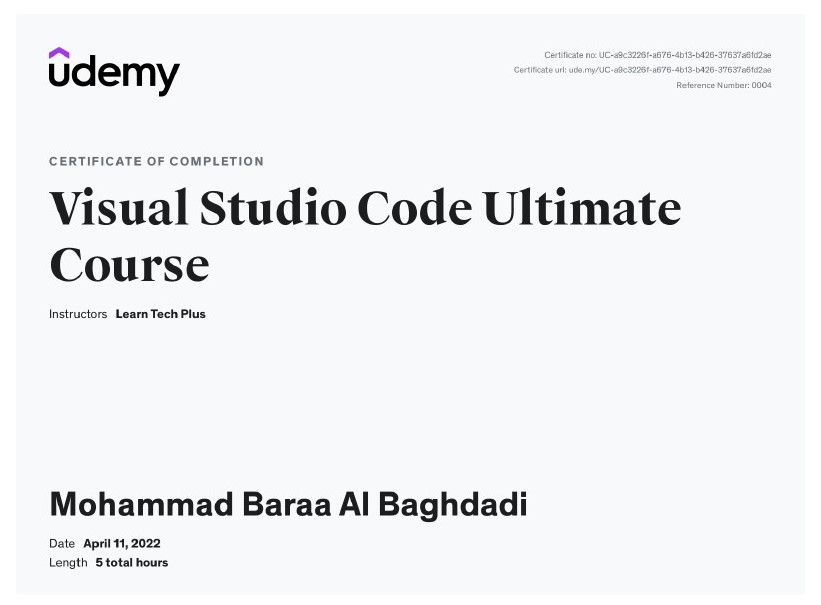 udemy
Certificate no: UC-a9c3226f-a676-4b13-b426-37637a6fd2ae
Certificate url: ude.my/UC-a9c3226f-a676-4b13-b426-37637a6fd2ae
Reference Number: 0004
CERTIFICATE OF COMPLETION
Visual Studio Code Ultimate
Course
Instructors Learn Tech Plus
Mohammad Baraa Al Baghdadi
Date April 11, 2022
Length 5 total hours